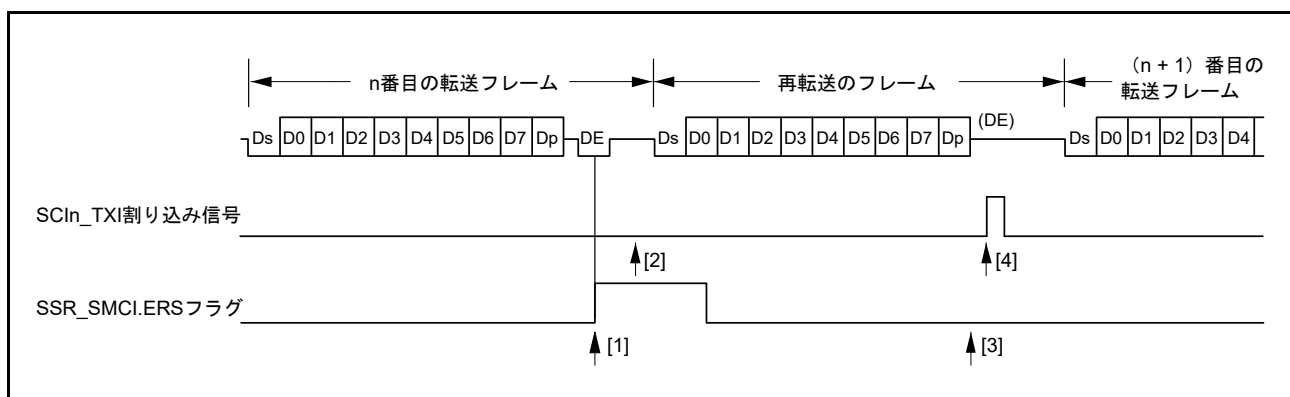 n番目の転送フレーム
再転送のフレーム
（n + 1）番目の
転送フレーム
Ds D0 D1 D2 D3 D4 D5 D6 D7 Dp DE Ds D0 D1 D2 D3 D4 D5 D6 D7 Dp (DE) Ds D0 D1 D2 D3 D4
SCIn_TXI割り込み信号
[2] [4]
SSR_SMCI.ERSフラグ
[1] [3]